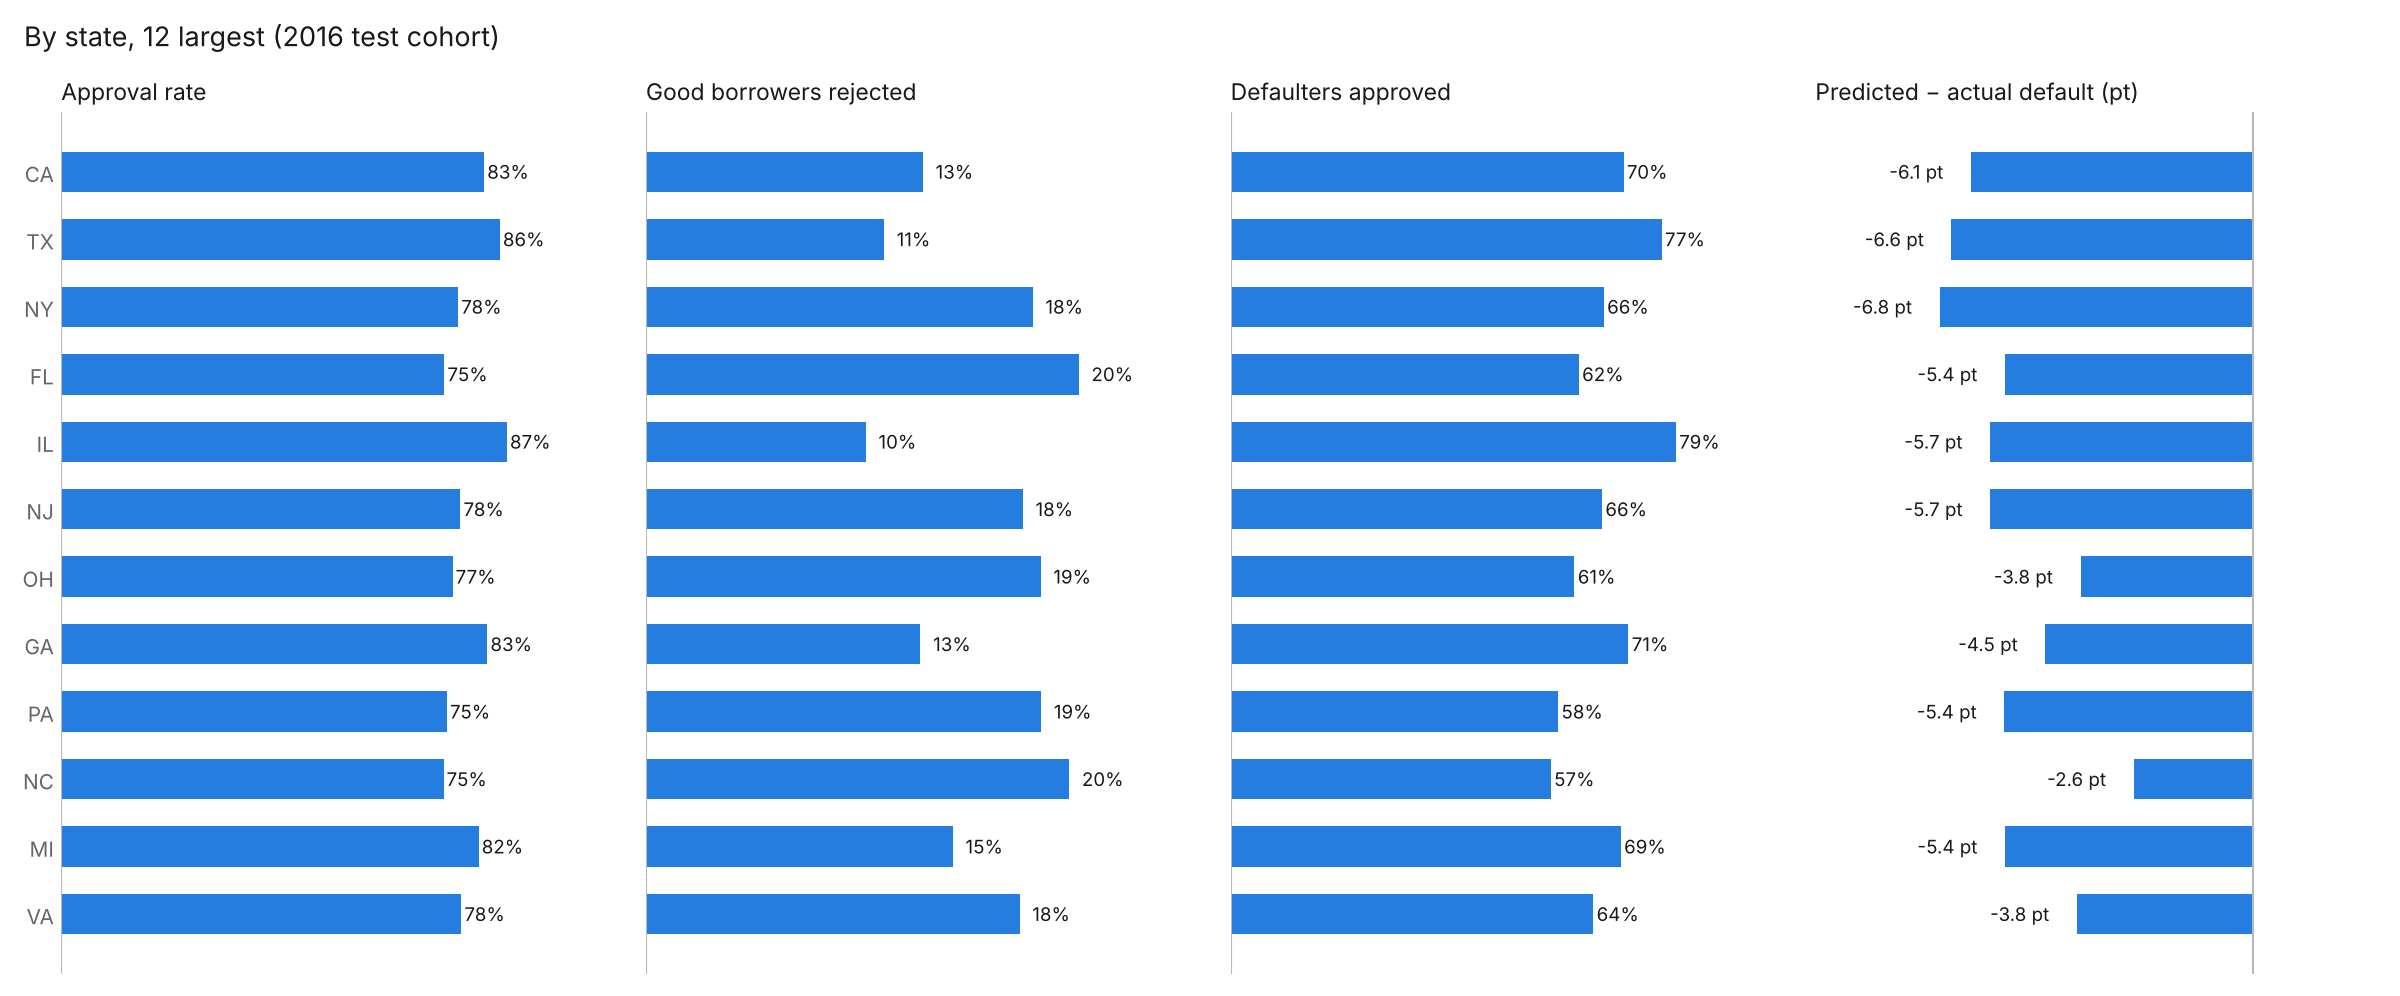 By state, 12 largest (2016 test cohort)
Approval rate Good borrowers rejected Defaulters approved Predicted − actual default (pt)
CA 83% 13% 70% -6.1 pt
TX 86% 11% 77% -6.6 pt
NY 78% 18% 66% -6.8 pt
FL 75% 20% 62% -5.4 pt
IL 87% 10% 79% -5.7 pt
NJ 78% 18% 66% -5.7 pt
OH 77% 19% 61% -3.8 pt
GA 83% 13% 71% -4.5 pt
PA 75% 19% 58% -5.4 pt
NC 75% 20% 57% -2.6 pt
MI 82% 15% 69% -5.4 pt
VA 78% 18% 64% -3.8 pt